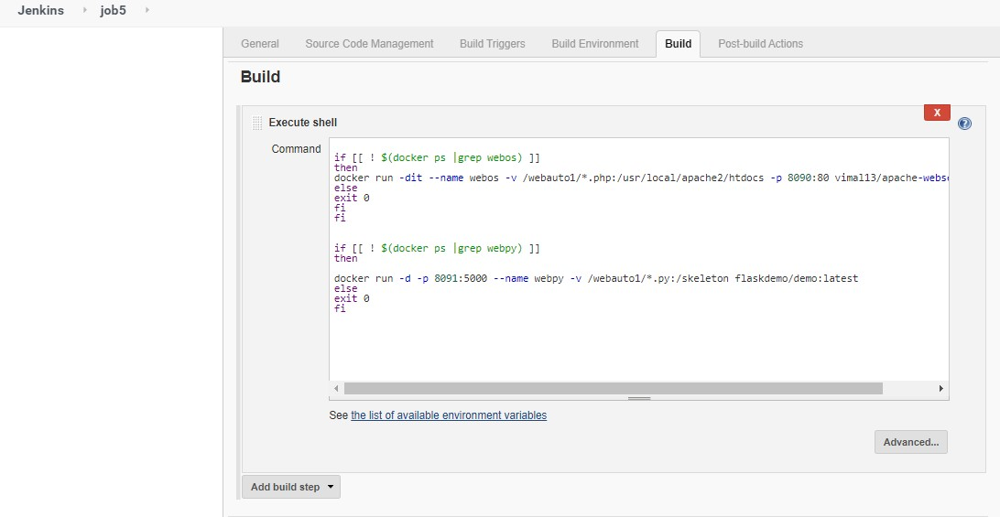 Jenkins job5
General Source Code Management Build Triggers Build Environment Build Post-build Actions
Build
X
Execute shell
Command
if [[ ! $(docker ps |grep webos) ]]
then
docker run -dit --name webos -v /webauto1/*.php:/usr/local/apache2/htdocs -p 8090:80 vimal13/apache-webse
else
exit 0
fi
fi
if [[ ! $(docker ps |grep webpy) ]]
then
docker run -d -p 8091:5000 --name webpy -v /webauto1/*.py:/skeleton flaskdemo/demo:latest
else
exit 0
fi
See the list of available environment variables
Advanced...
Add build step